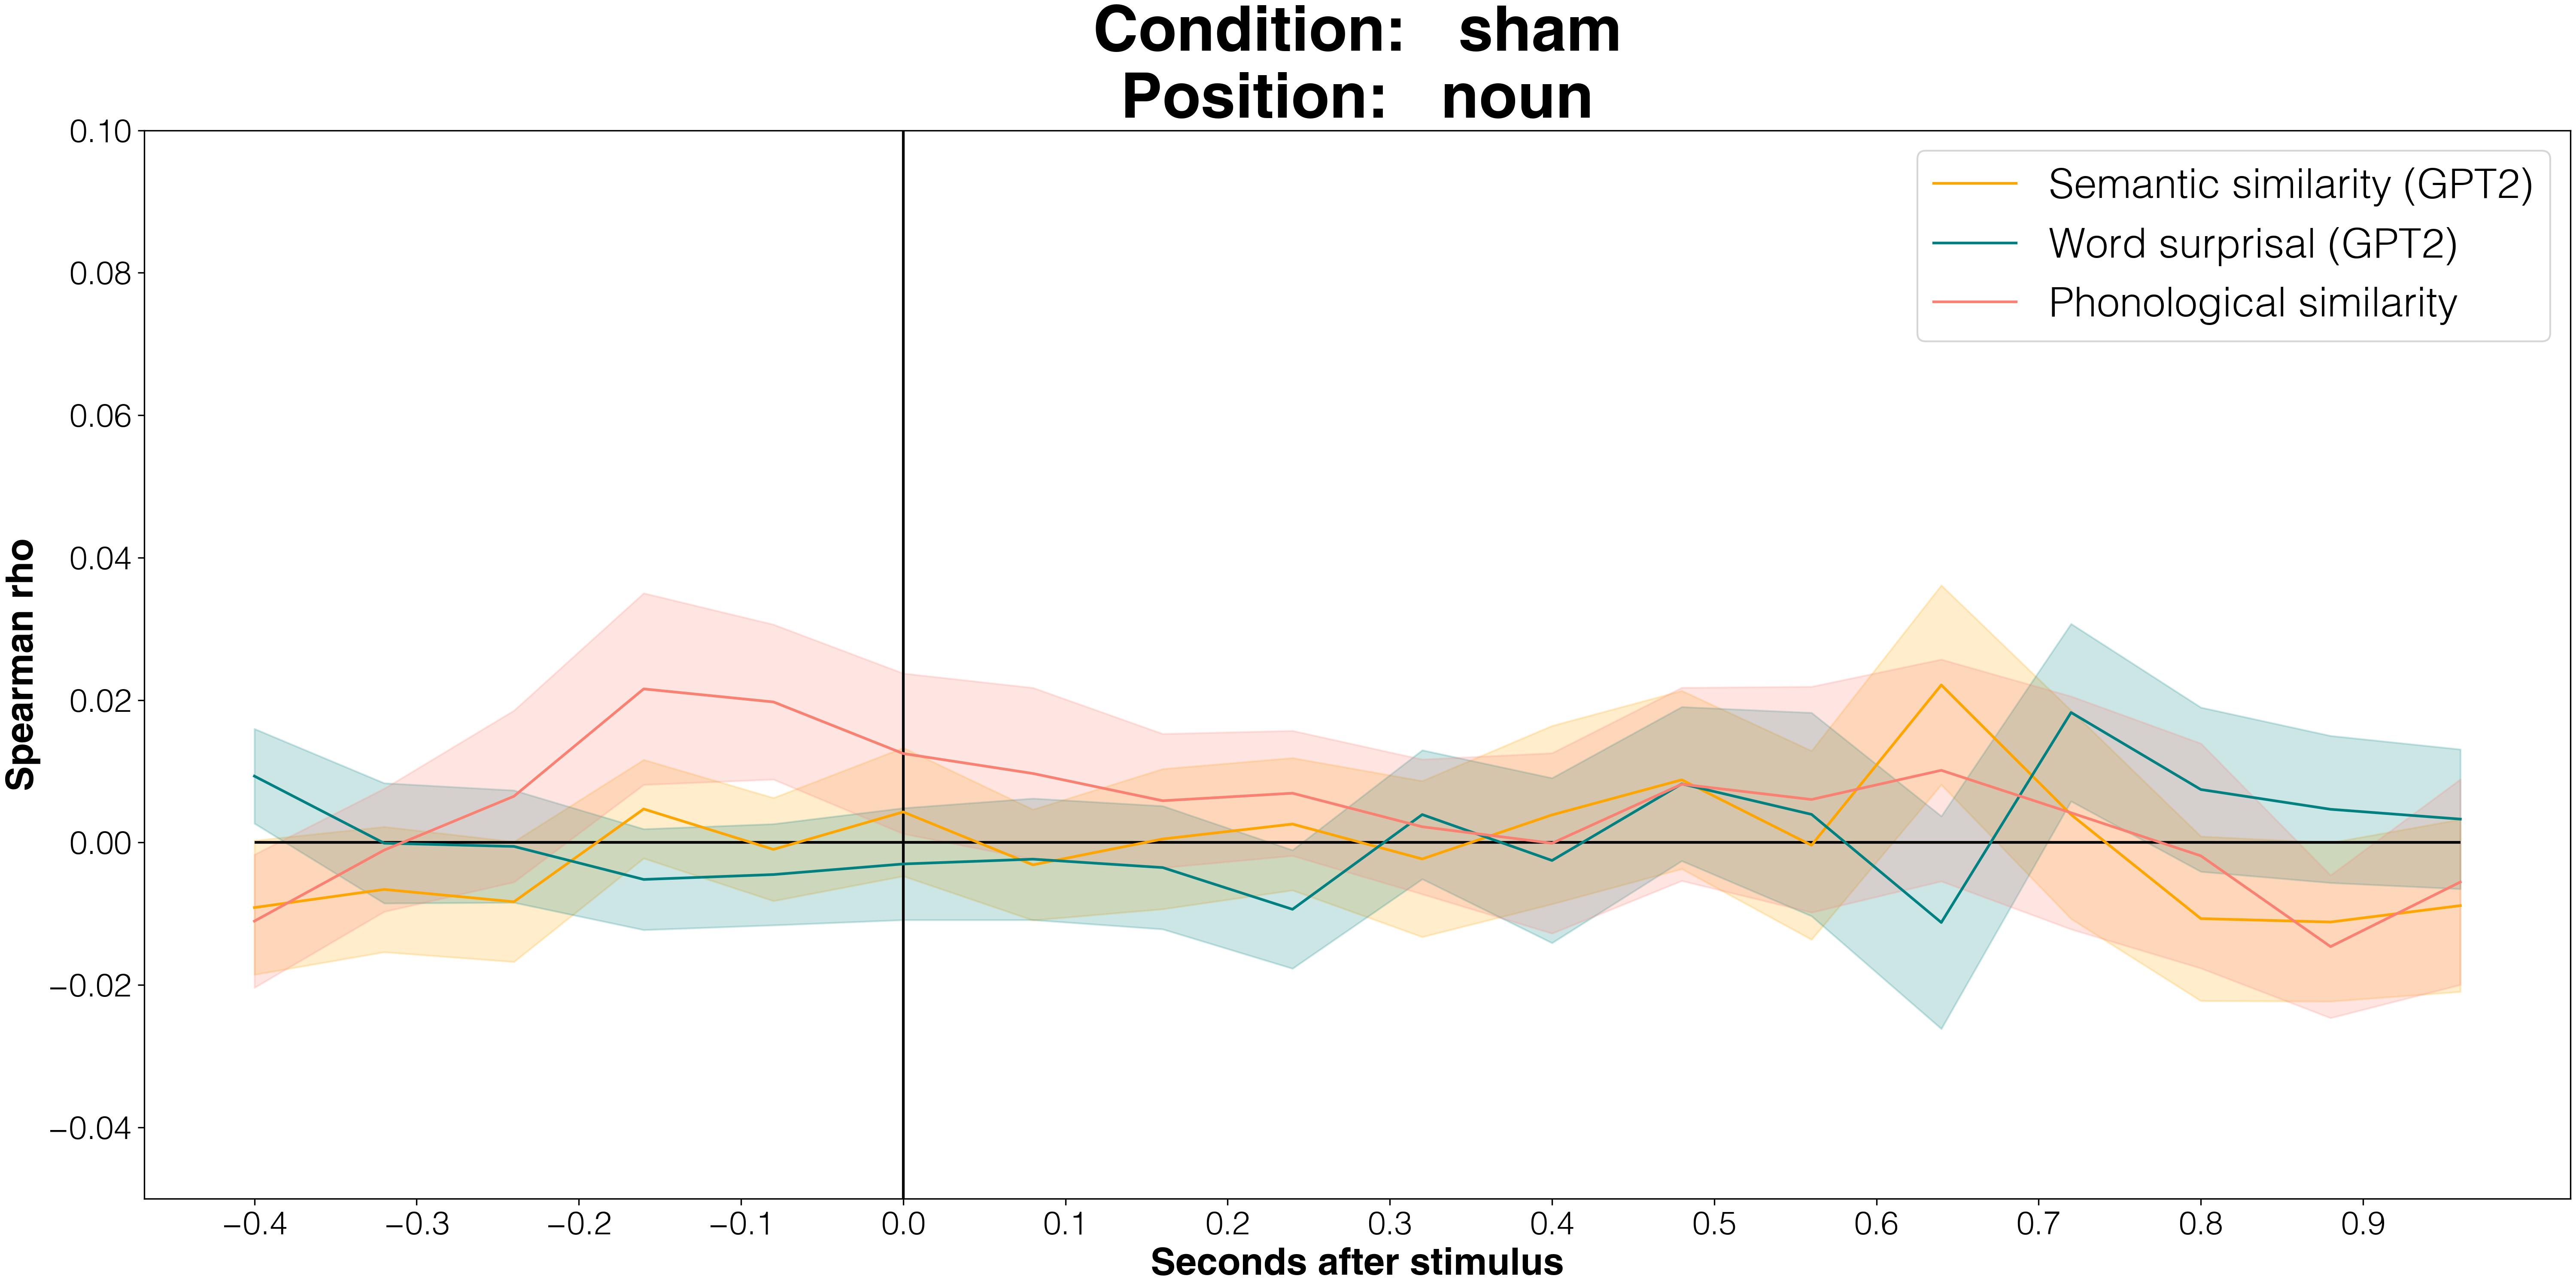 Condition: sham
Position: noun
0.10
0.08
0.06
0.04
0.02
0.00
−0.02
−0.04
Spearman rho
Semantic similarity (GPT2)
Word surprisal (GPT2)
Phonological similarity
−0.4 −0.3 −0.2 −0.1 0.0 0.1 0.2 0.3 0.4 0.5 0.6 0.7 0.8 0.9
Seconds after stimulus